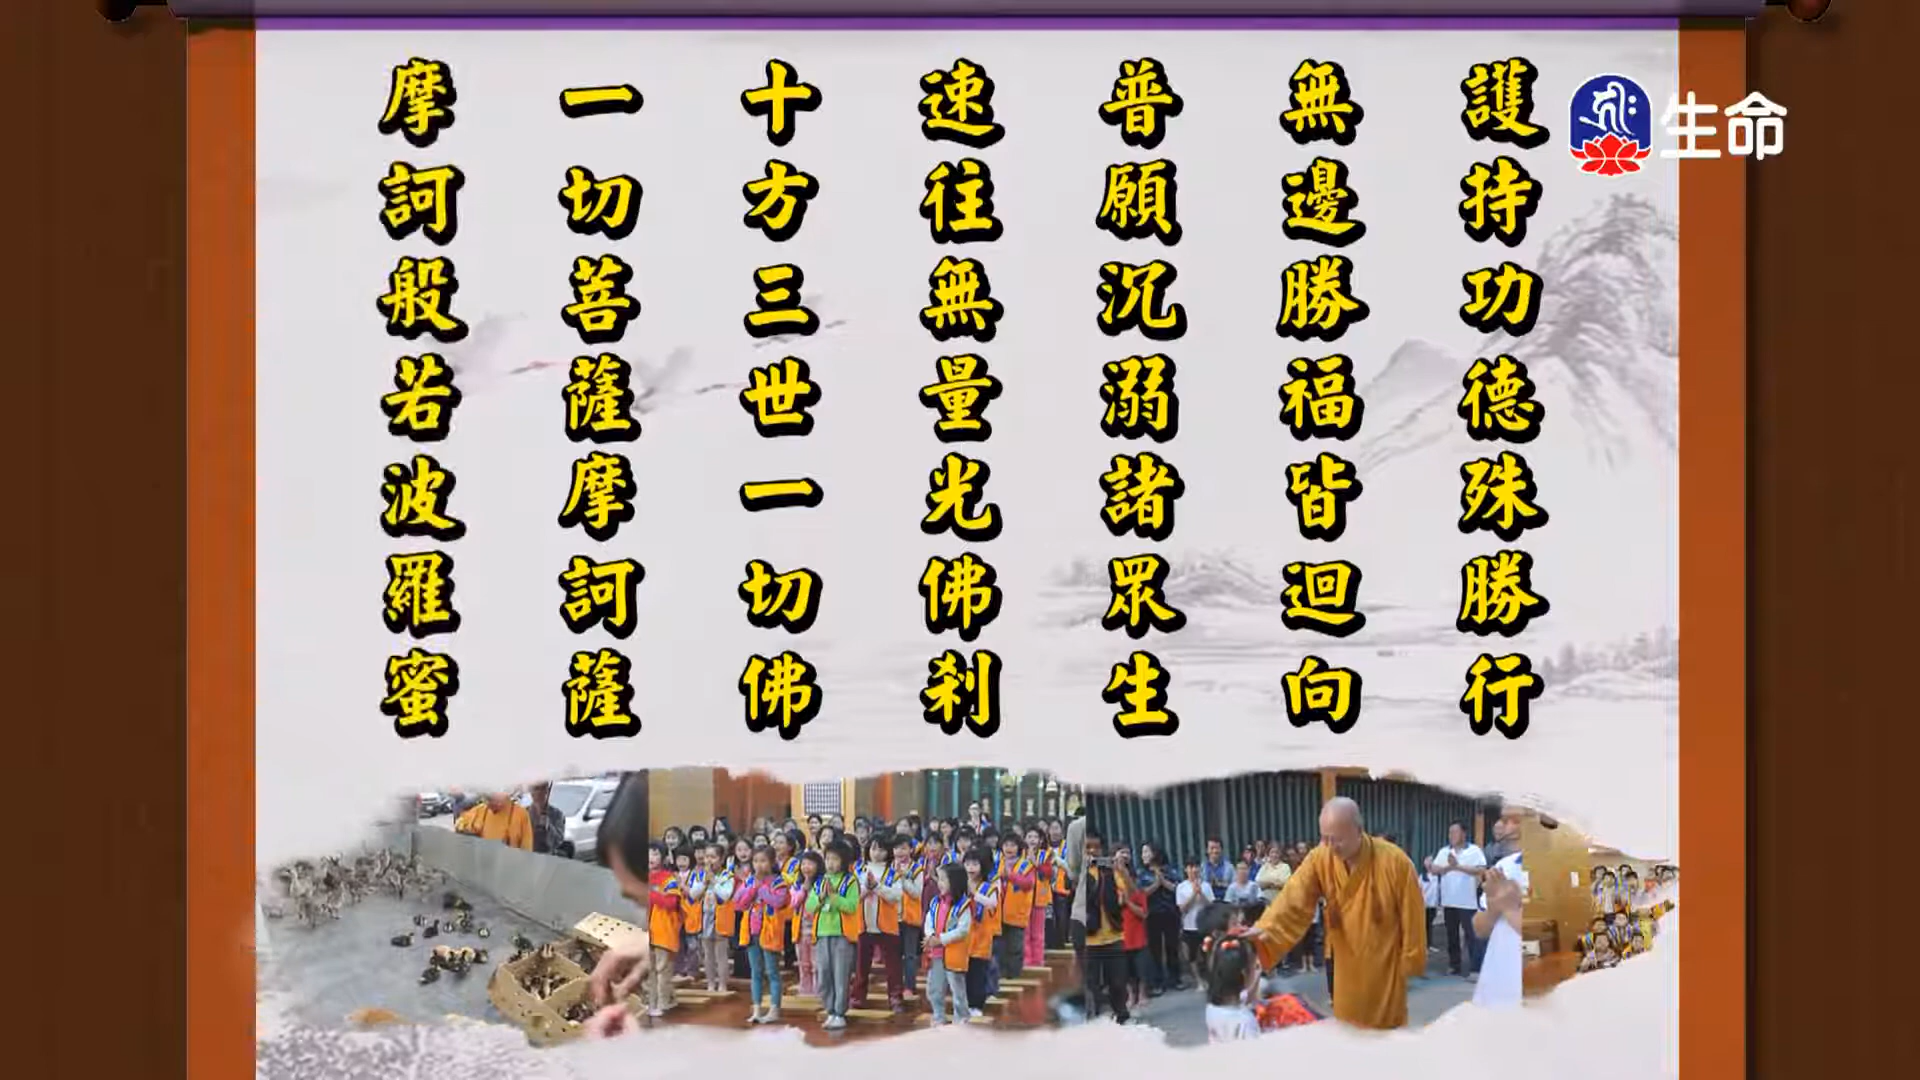 護持功德殊勝行
無邊勝福皆迴向
普願沉溺諸眾生
速往無量光佛剎
十方三世一切佛
一切菩薩摩訶薩
摩訶般若波羅蜜
生命